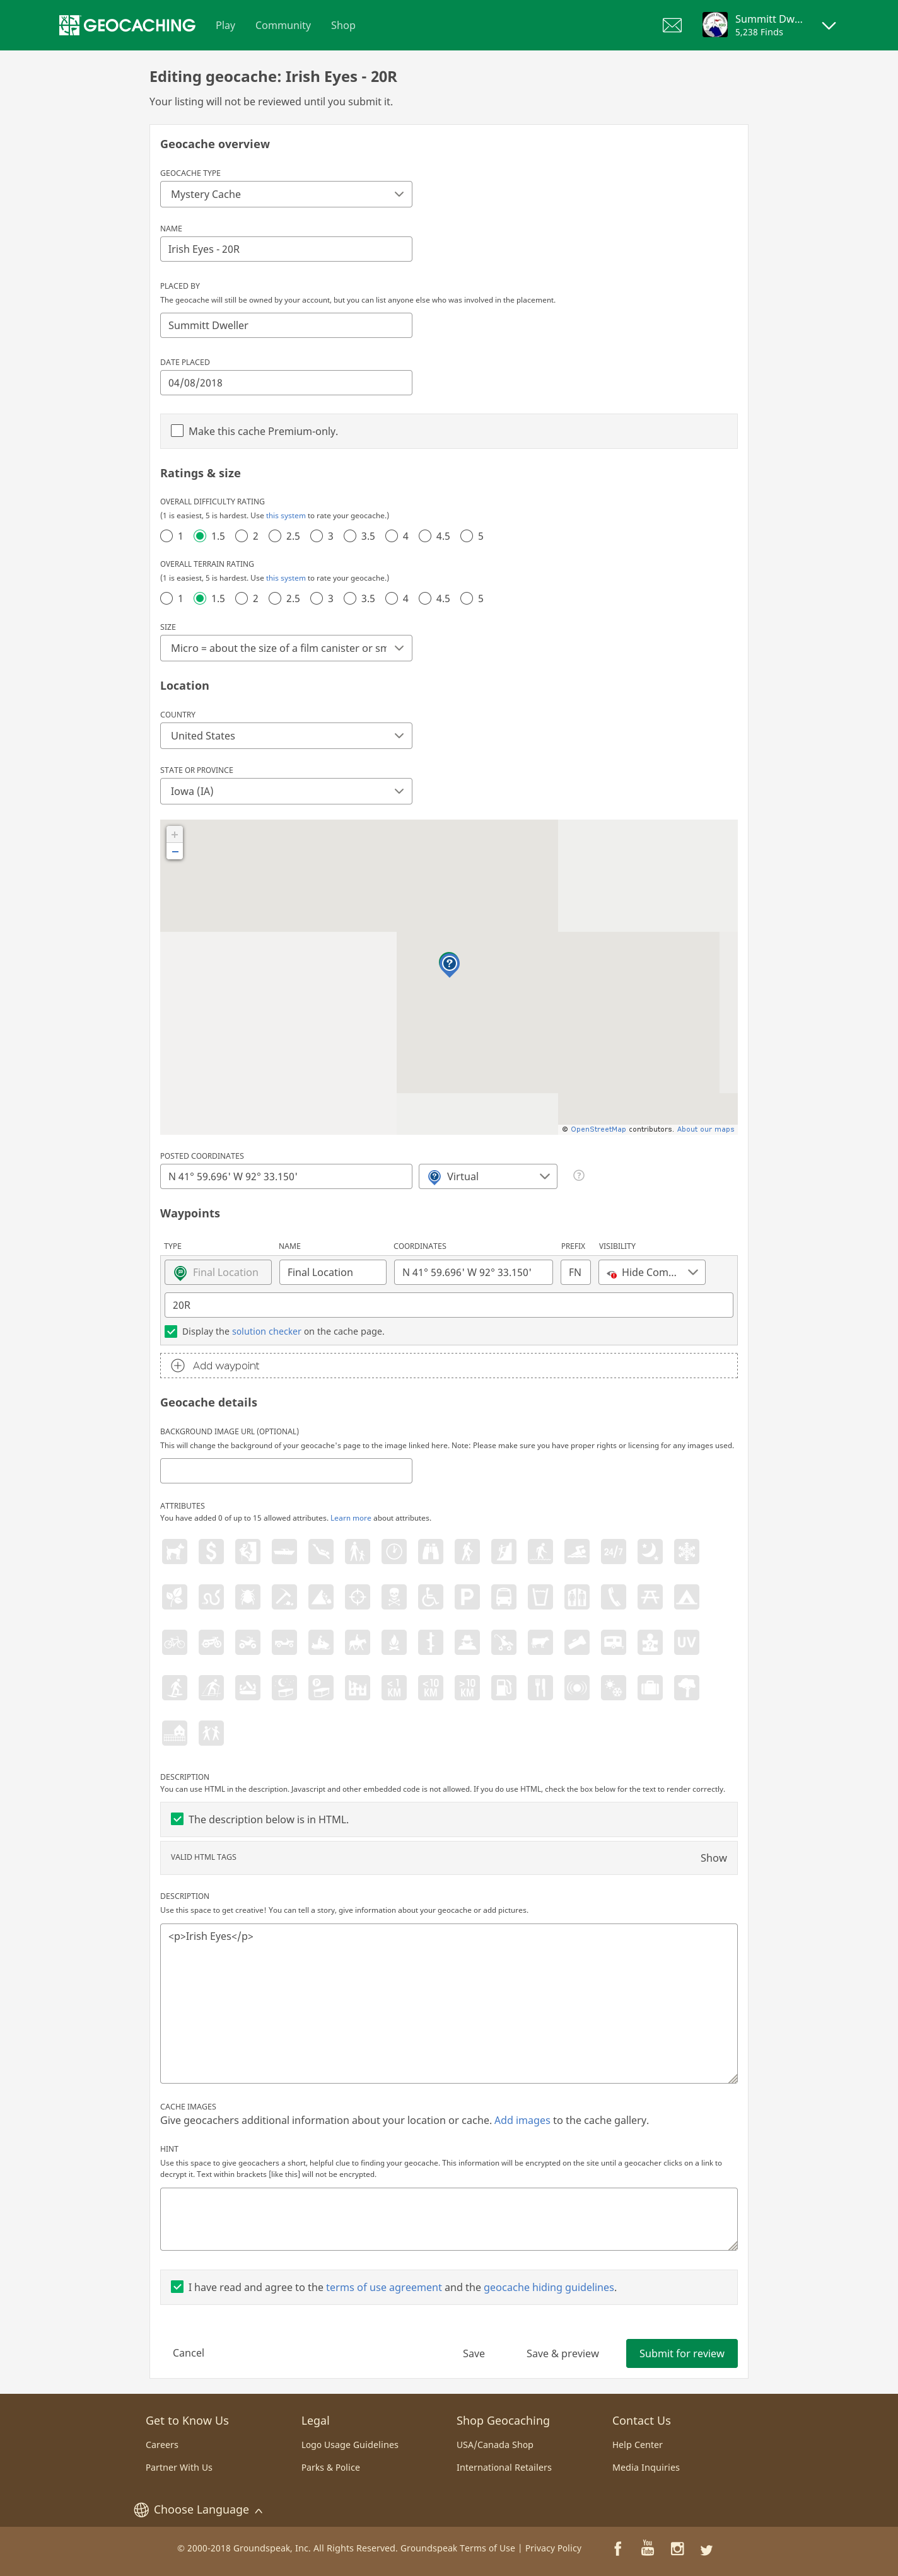 GEOCACHING
Play
Community
Shop
Summitt Dw...
5,238 Finds
Editing geocache: Irish Eyes - 20R
Your listing will not be reviewed until you submit it.
Geocache overview
GEOCACHE TYPE
Mystery Cache
NAME
Irish Eyes - 20R
PLACED BY
The geocache will still be owned by your account, but you can list anyone else who was involved in the placement.
Summitt Dweller
DATE PLACED
04/08/2018
Make this cache Premium-only.
Ratings & size
OVERALL DIFFICULTY RATING
(1 is easiest, 5 is hardest. Use this system to rate your geocache.)
1 1.5 2 2.5 3 3.5 4 4.5 5
OVERALL TERRAIN RATING
(1 is easiest, 5 is hardest. Use this system to rate your geocache.)
1 1.5 2 2.5 3 3.5 4 4.5 5
SIZE
Micro = about the size of a film canister or sm
Location
COUNTRY
United States
STATE OR PROVINCE
Iowa (IA)
+
−
?
© OpenStreetMap contributors. About our maps
POSTED COORDINATES
N 41° 59.696' W 92° 33.150'
? Virtual
?
Waypoints
TYPE NAME COORDINATES PREFIX VISIBILITY
Final Location
Final Location
N 41° 59.696' W 92° 33.150'
FN
Hide Com...
20R
Display the solution checker on the cache page.
Add waypoint
Geocache details
BACKGROUND IMAGE URL (OPTIONAL)
This will change the background of your geocache's page to the image linked here. Note: Please make sure you have proper rights or licensing for any images used.
ATTRIBUTES
You have added 0 of up to 15 allowed attributes. Learn more about attributes.
$ 24/7
P
UV
P < 1 KM <10 KM >10 KM
DESCRIPTION
You can use HTML in the description. Javascript and other embedded code is not allowed. If you do use HTML, check the box below for the text to render correctly.
The description below is in HTML.
VALID HTML TAGS
Show
DESCRIPTION
Use this space to get creative! You can tell a story, give information about your geocache or add pictures.
<p>Irish Eyes</p>
CACHE IMAGES
Give geocachers additional information about your location or cache. Add images to the cache gallery.
HINT
Use this space to give geocachers a short, helpful clue to finding your geocache. This information will be encrypted on the site until a geocacher clicks on a link to
decrypt it. Text within brackets [like this] will not be encrypted.
I have read and agree to the terms of use agreement and the geocache hiding guidelines.
Cancel
Save
Save & preview
Submit for review
Get to Know Us
Careers
Partner With Us
Legal
Logo Usage Guidelines
Parks & Police
Shop Geocaching
USA/Canada Shop
International Retailers
Contact Us
Help Center
Media Inquiries
Choose Language
© 2000-2018 Groundspeak, Inc. All Rights Reserved. Groundspeak Terms of Use | Privacy Policy
f
You
Tube